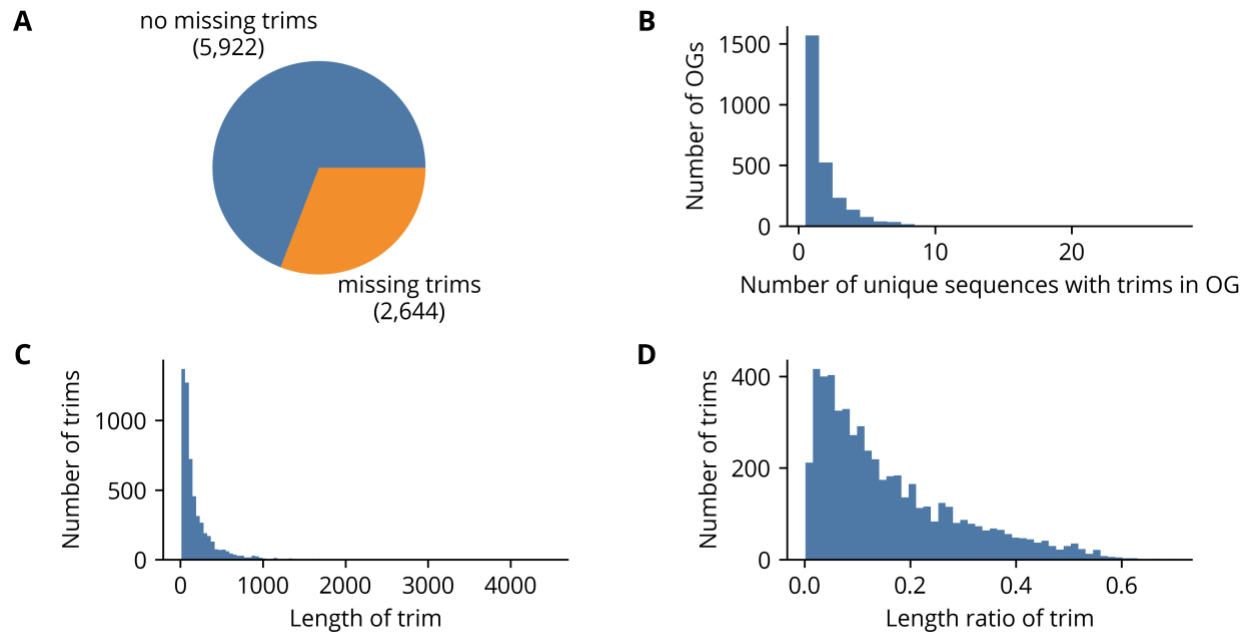 A
no missing trims
(5,922)
missing trims
(2,644)
B
Number of OGs
1500
1000
500
0
0 10 20
Number of unique sequences with trims in OG
C
Number of trims
1000
500
0
0 1000 2000 3000 4000
Length of trim
D
Number of trims
400
200
0
0.0 0.2 0.4 0.6
Length ratio of trim